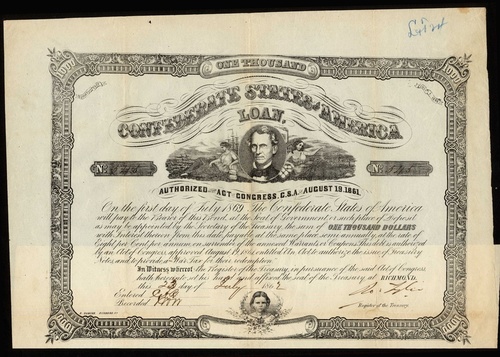 ONE THOUSAND
CONFEDERATE STATES OF AMERICA
LOAN.
No
No
AUTHORIZED BY ACT OF CONGRESS, C.S.A. OF AUGUST 19, 1861.
On the first day of July 1869 The Confederate States of America
will pay to the Bearer of this Bond, at the seat of Government, or such place of Deposit
as may be appointed by the Secretary of the Treasury, the sum of ONE THOUSAND DOLLARS
with Interest thereon from this date, payable at the same place semi-annually, at the rate of
Eight per Cent per annum, on surrender of the annexed Warrants or Coupons. This debt is authorized
by an Act of Congress approved August 19, 1861 entitled An Act to authorize the issue of Treasury
Notes, and to provide a War Tax for their redemption.
In Witness whereof The Register of the Treasury, in pursuance of the said Act of Congress
hath hereunto set his and affixed the seal of the Treasury at RICHMOND,
this day of July 186
Entered
Recorded
Register of the Treasury.